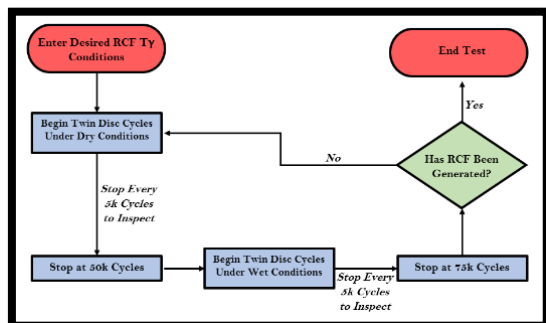 Enter Desired RCF Tγ
Conditions
End Test
Yes
Begin Twin Disc Cycles
Under Dry Conditions
No
Has RCF Been
Generated?
Stop Every
5k Cycles
to Inspect
Stop at 50k Cycles
Begin Twin Disc Cycles
Under Wet Conditions
Stop Every
5k Cycles
to Inspect
Stop at 75k Cycles